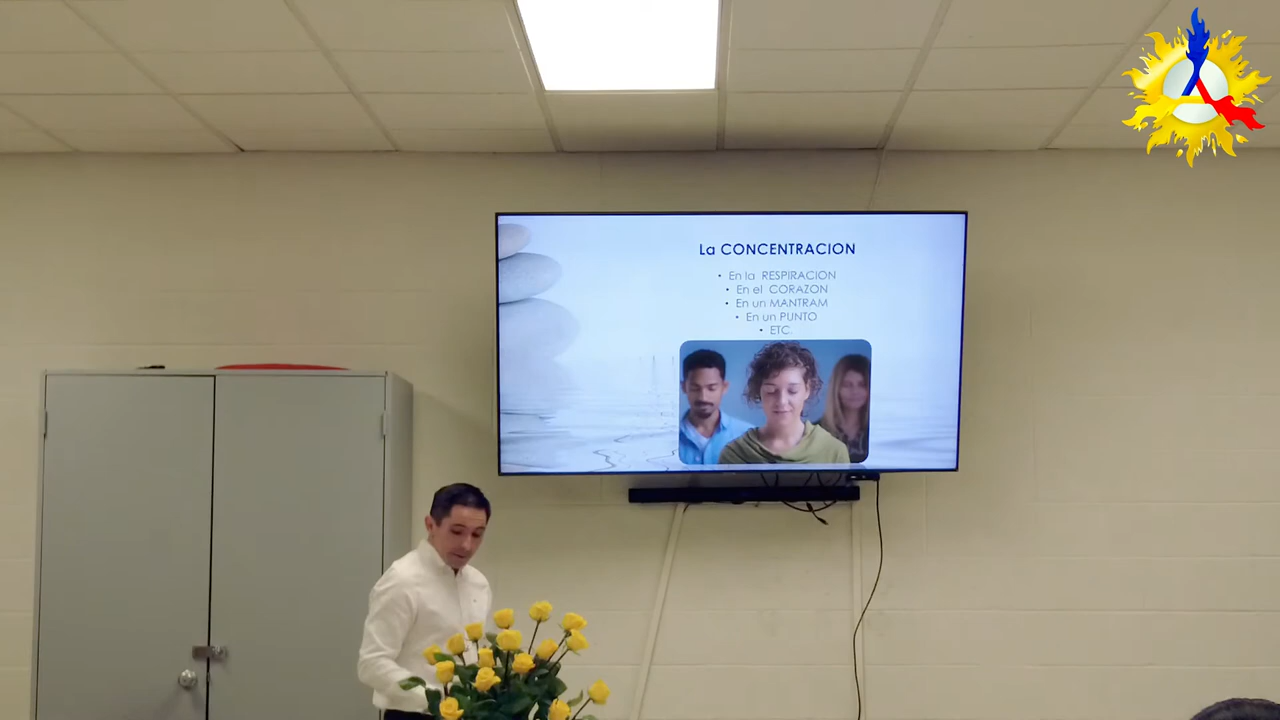 La CONCENTRACION
• En la RESPIRACION
• En el CORAZON
• En un MANTRAM
• En un PUNTO
• ETC.